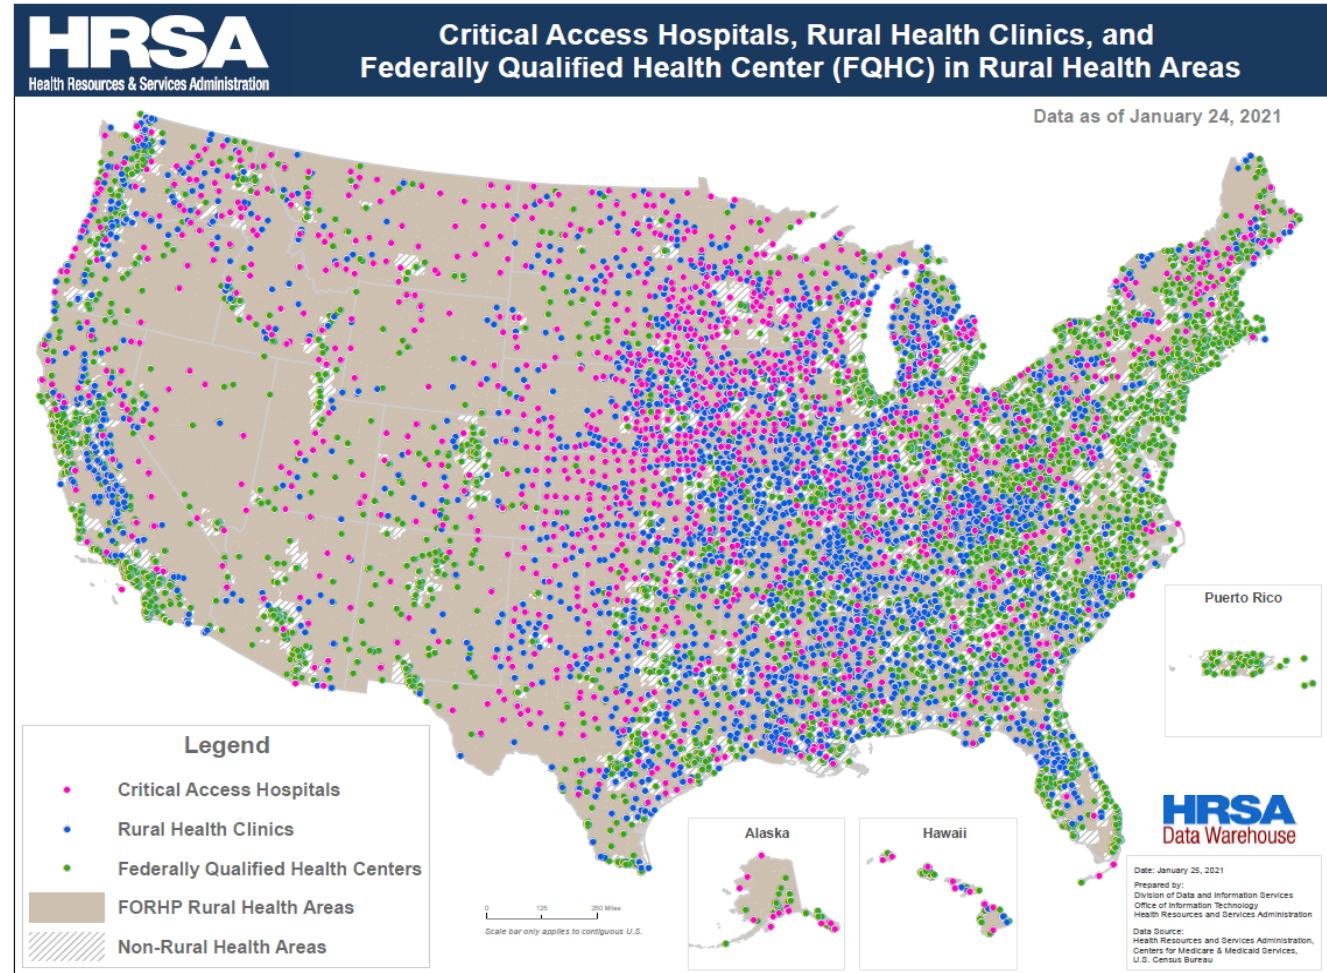 HRSA
Health Resources & Services Administration
Critical Access Hospitals, Rural Health Clinics, and
Federally Qualified Health Center (FQHC) in Rural Health Areas
Data as of January 24, 2021
Puerto Rico
Legend
Critical Access Hospitals
Rural Health Clinics
Federally Qualified Health Centers
FORHP Rural Health Areas
Non-Rural Health Areas
0 125 250 Miles
Scale bar only applies to contiguous U.S.
Alaska
Hawaii
HRSA
Data Warehouse
Date: January 25, 2021
Prepared by:
Division of Data and Information Services
Office of Information Technology
Health Resources and Services Administration
Data Source:
Health Resources and Services Administration,
Centers for Medicare & Medicaid Services,
U.S. Census Bureau